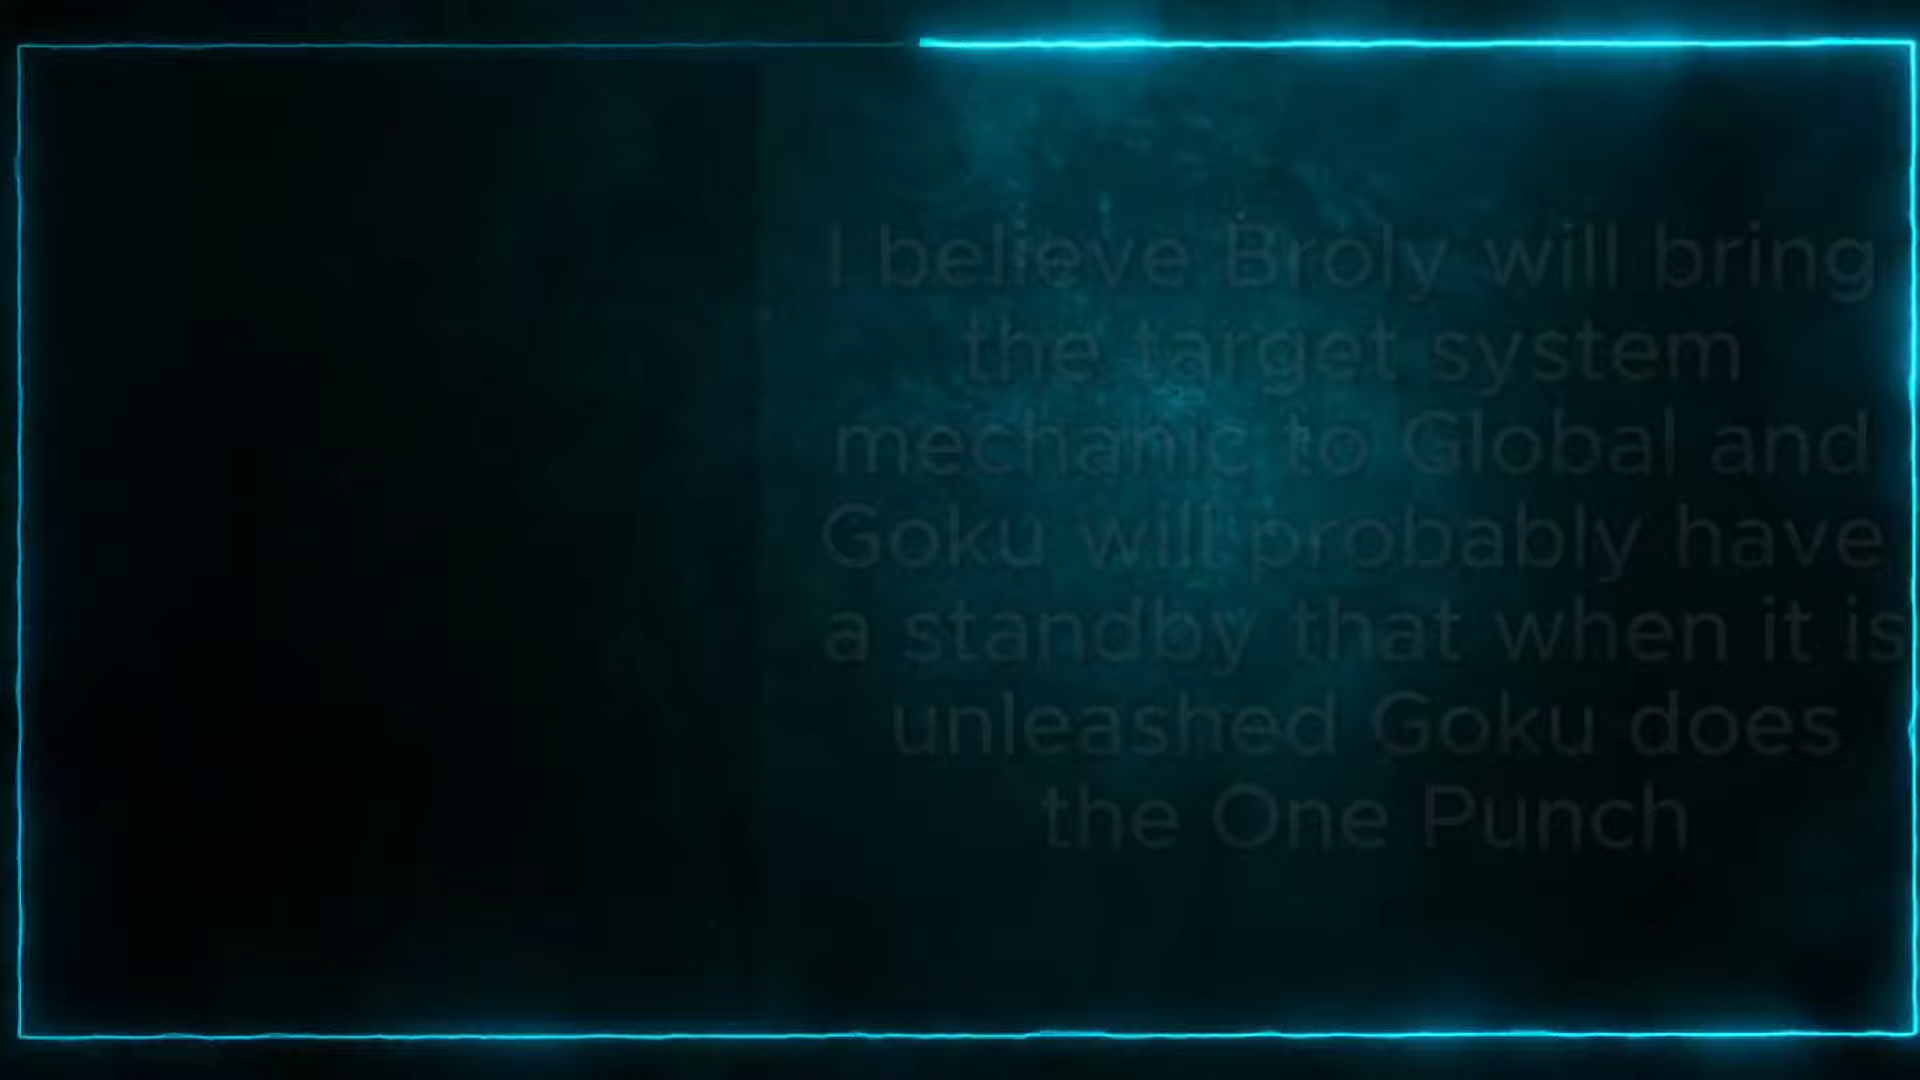 I believe Broly will bring
the target system
mechanic to Global and
Goku will probably have
a standby that when it is
unleashed Goku does
the One Punch